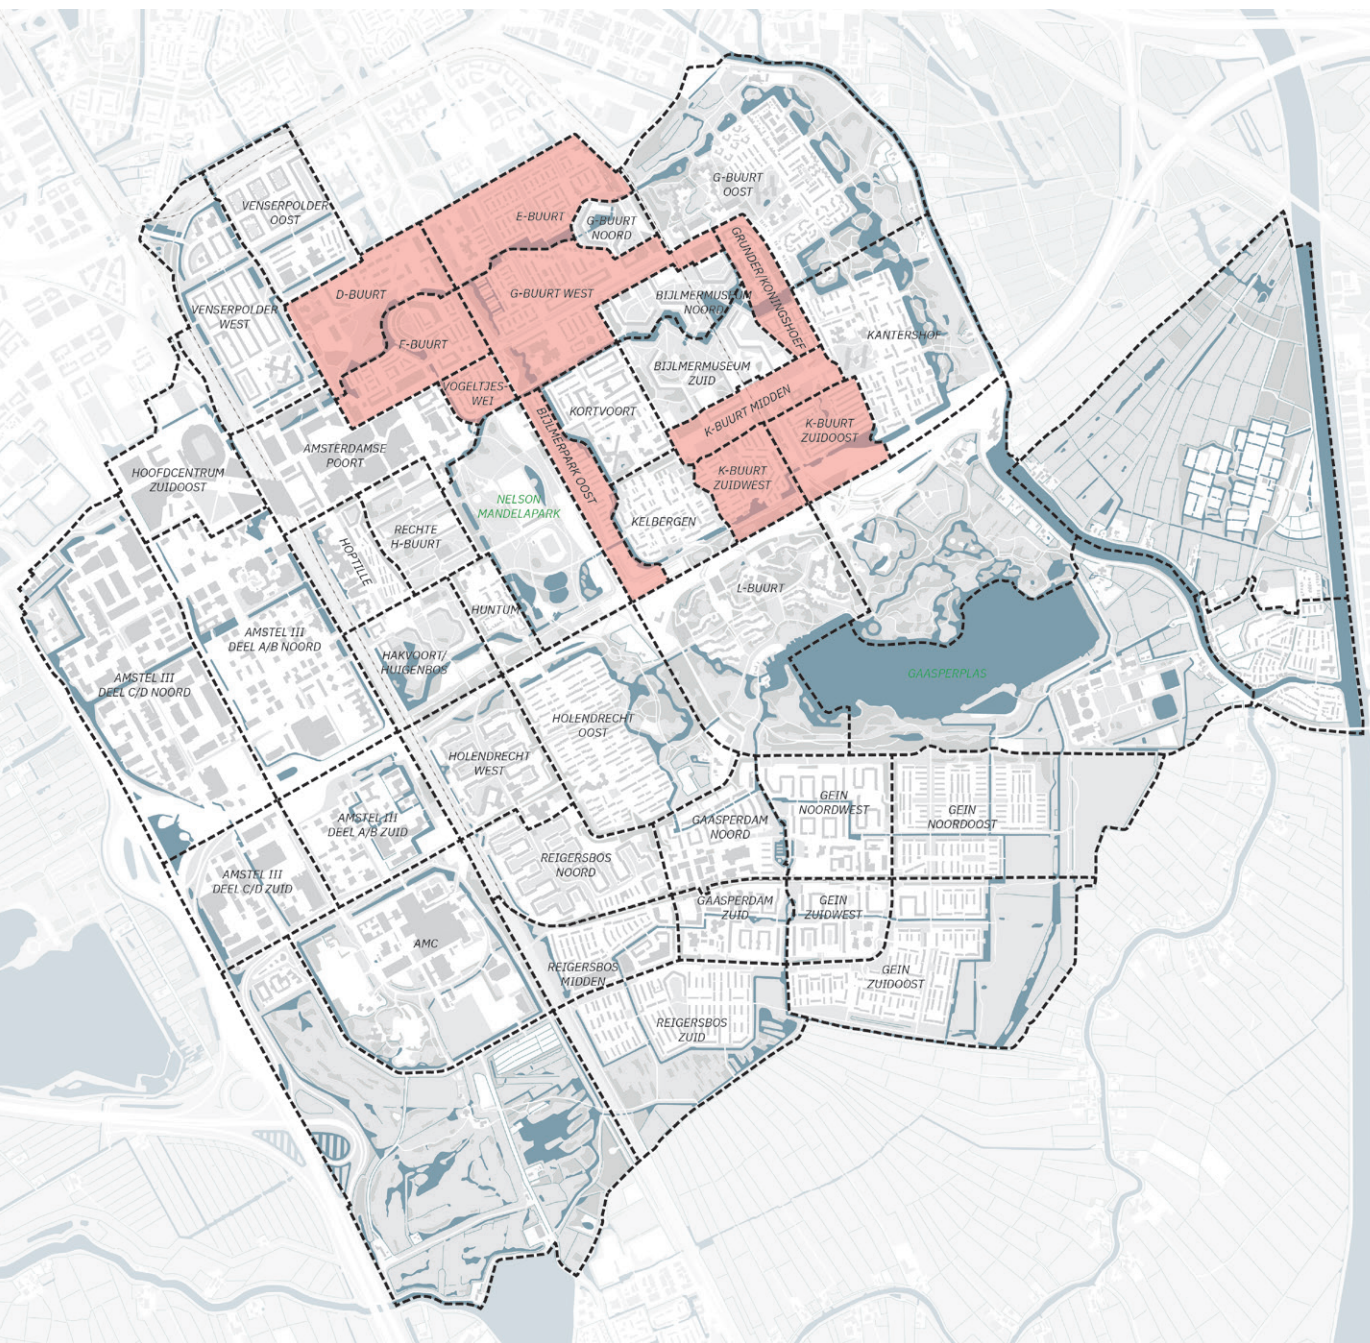 VENSERPOLDER
OOST
G-BUURT
OOST
E-BUURT
G-BUURT
NOORD
GRUNDER/KONINGSHOEF
D-BUURT
G-BUURT WEST
BIJLMERMUSEUM
NOORD
VENSERPOLDER
WEST
F-BUURT
KANTERSHOF
BIJLMERMUSEUM
ZUID
VOGELTJES-
WEI
K-BUURT MIDDEN
KORTVOORT
BIJLMERPARK OOST
K-BUURT
ZUIDOOST
AMSTERDAMSE
POORT
HOOFDCENTRUM
ZUIDOOST
K-BUURT
ZUIDWEST
NELSON
MANDELAPARK
KELBERGEN
RECHTE
H-BUURT
HOPTILLE
L-BUURT
HUNTUM
AMSTEL III
DEEL A/B NOORD
HAKVOORT/
HUIGENBOS
GAASPERPLAS
AMSTEL III
DEEL C/D NOORD
HOLENDRECHT
OOST
HOLENDRECHT
WEST
GEIN
NOORDWEST
GEIN
NOORDOOST
AMSTEL III
DEEL A/B ZUID
GAASPERDAM
NOORD
REIGERSBOS
NOORD
AMSTEL III
DEEL C/D ZUID
GAASPERDAM
ZUID
GEIN
ZUIDWEST
AMC
REIGERSBOS
MIDDEN
GEIN
ZUIDOOST
REIGERSBOS
ZUID